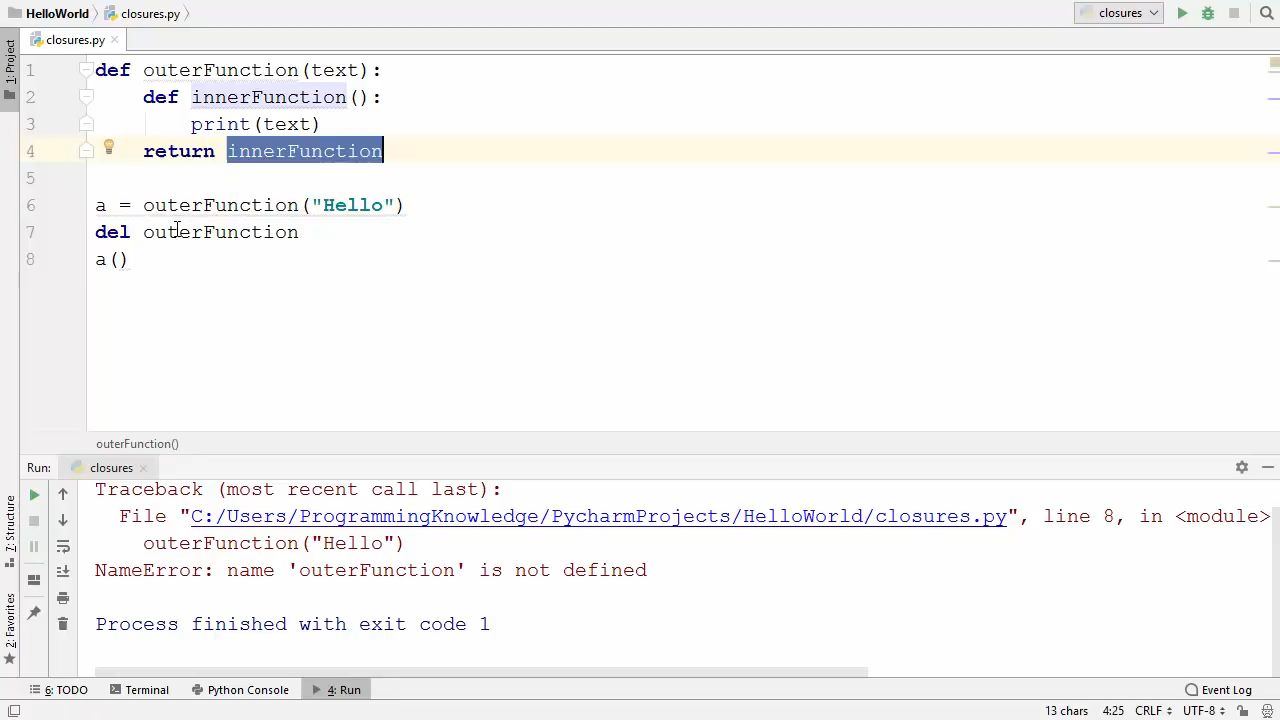 HelloWorld closures.py closures
closures.py
1: Project
1 def outerFunction(text):
2 def innerFunction():
3 print(text)
4 return innerFunction
5
6 a = outerFunction("Hello")
7 del outerFunction
8 a()
outerFunction()
Run: closures
Traceback (most recent call last):
File "C:/Users/ProgrammingKnowledge/PycharmProjects/HelloWorld/closures.py", line 8, in <module>
outerFunction("Hello")
NameError: name 'outerFunction' is not defined
Process finished with exit code 1
7: Structure
2: Favorites
6: TODO Terminal Python Console 4: Run Event Log
13 chars 4:25 CRLF UTF-8